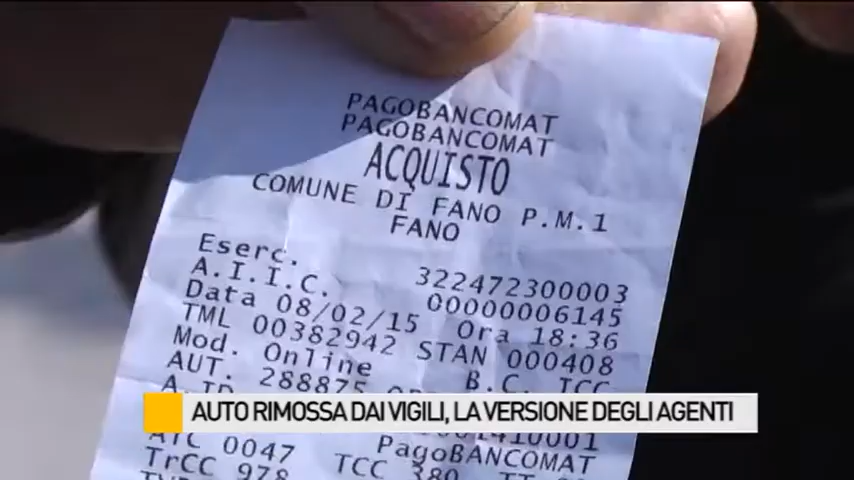 PAGOBANCOMAT
PAGOBANCOMAT
ACQUISTO
COMUNE DI FANO P.M.1
FANO
Eserc. 322472300003
A.I.I.C. 00000006145
Data 08/02/15 Ora 18:36
TML 00382942 STAN 000408
Mod. Online B.C. ICC
AUT. 288875
AUTO RIMOSSA DAI VIGILI, LA VERSIONE DEGLI AGENTI
ATC 0047 PagoBANCOMAT
TrCC 978 TCC 380